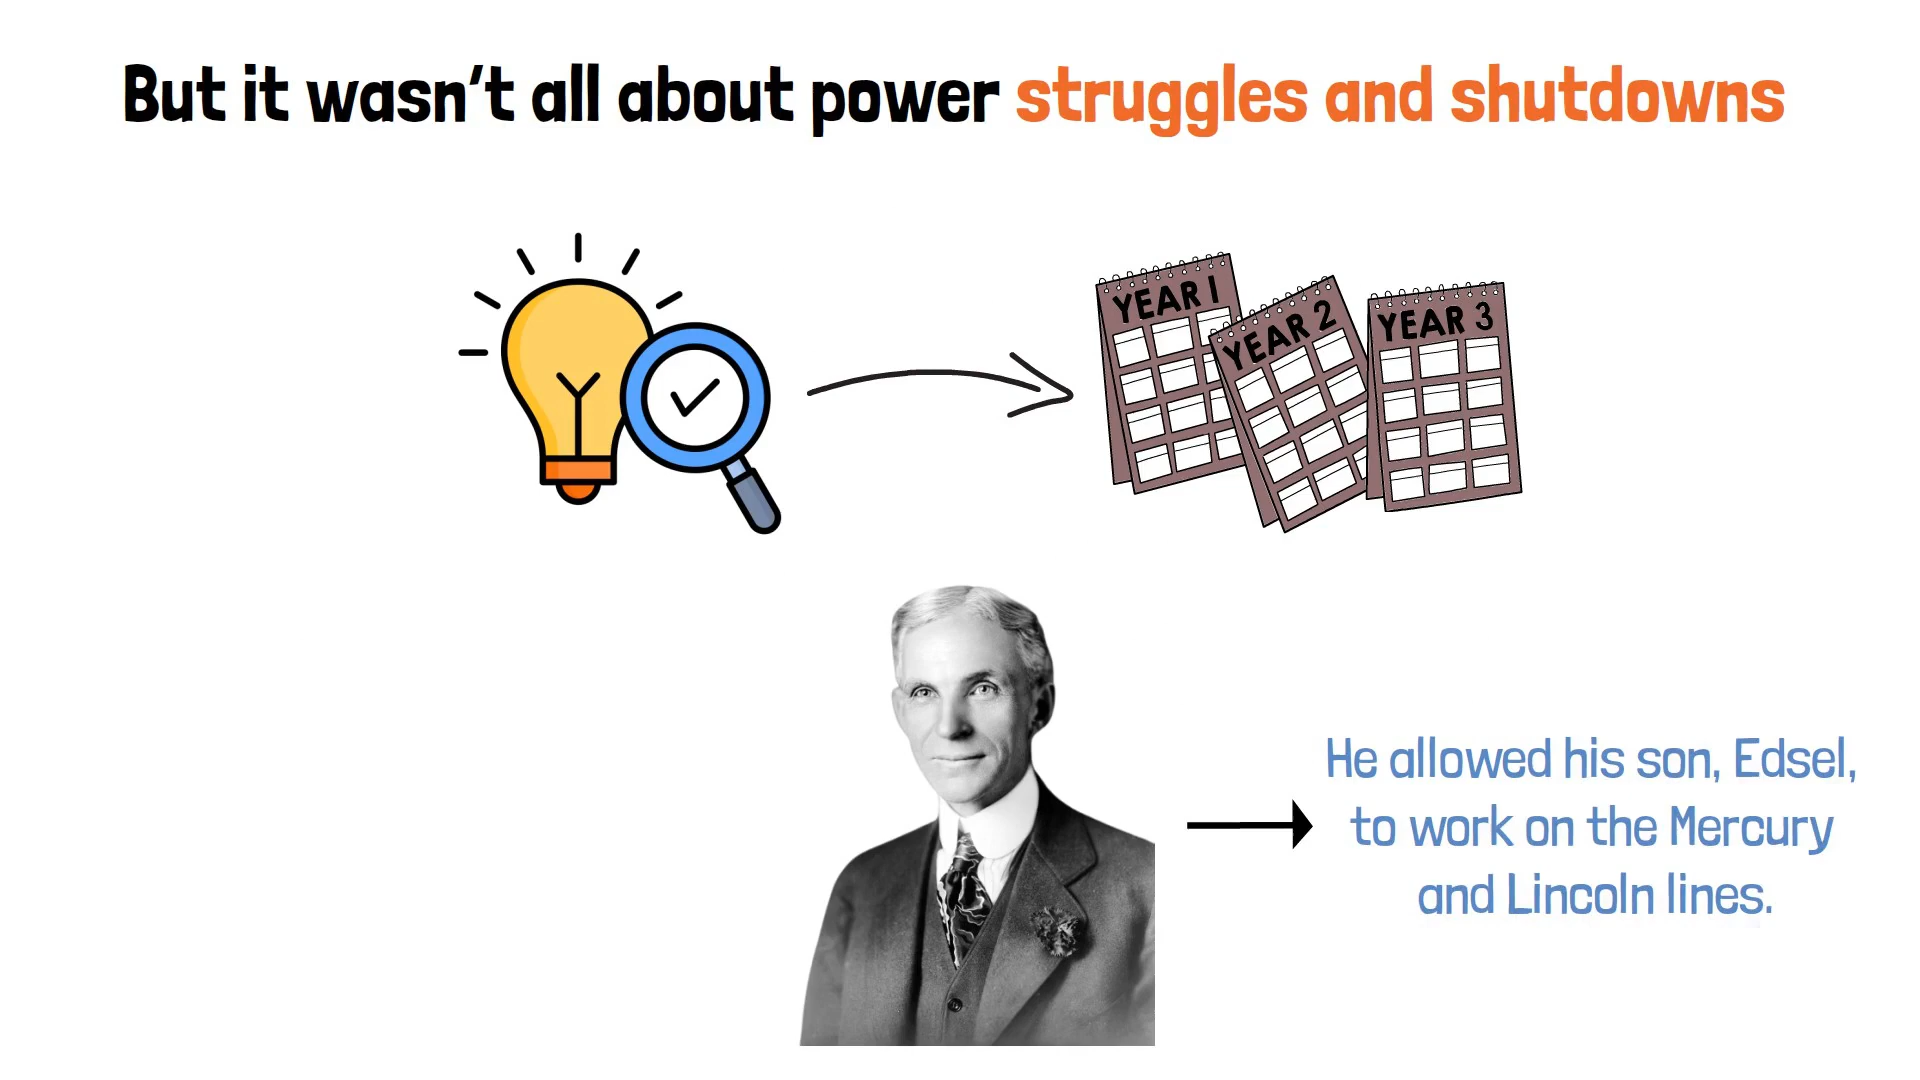 But it wasn't all about power struggles and shutdowns
YEAR 1
YEAR 2
YEAR 3
He allowed his son, Edsel,
to work on the Mercury
and Lincoln lines.